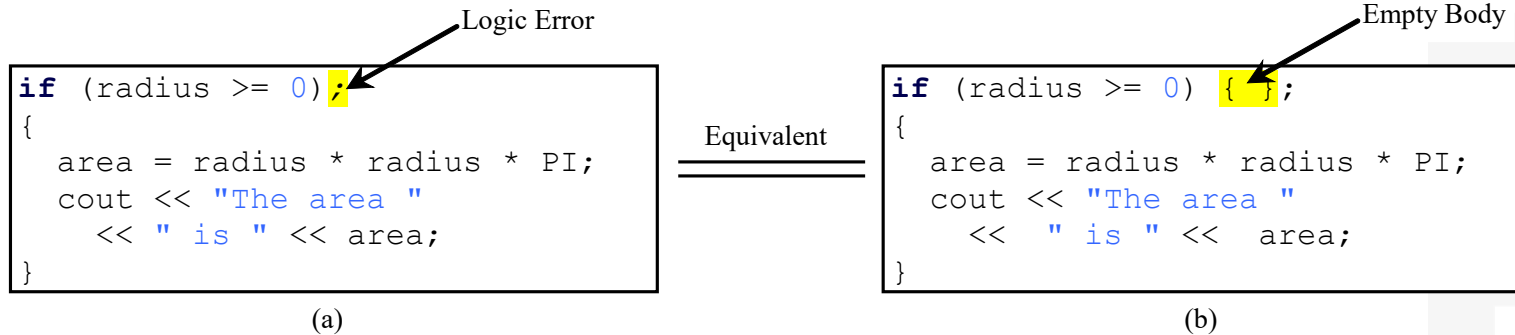 Logic Error
if (radius >= 0);
{
  area = radius * radius * PI;
  cout << "The area "
    << " is " << area;
}
(a)
Equivalent
Empty Body
if (radius >= 0) { };
{
  area = radius * radius * PI;
  cout << "The area "
    <<  " is " <<  area;
}
(b)